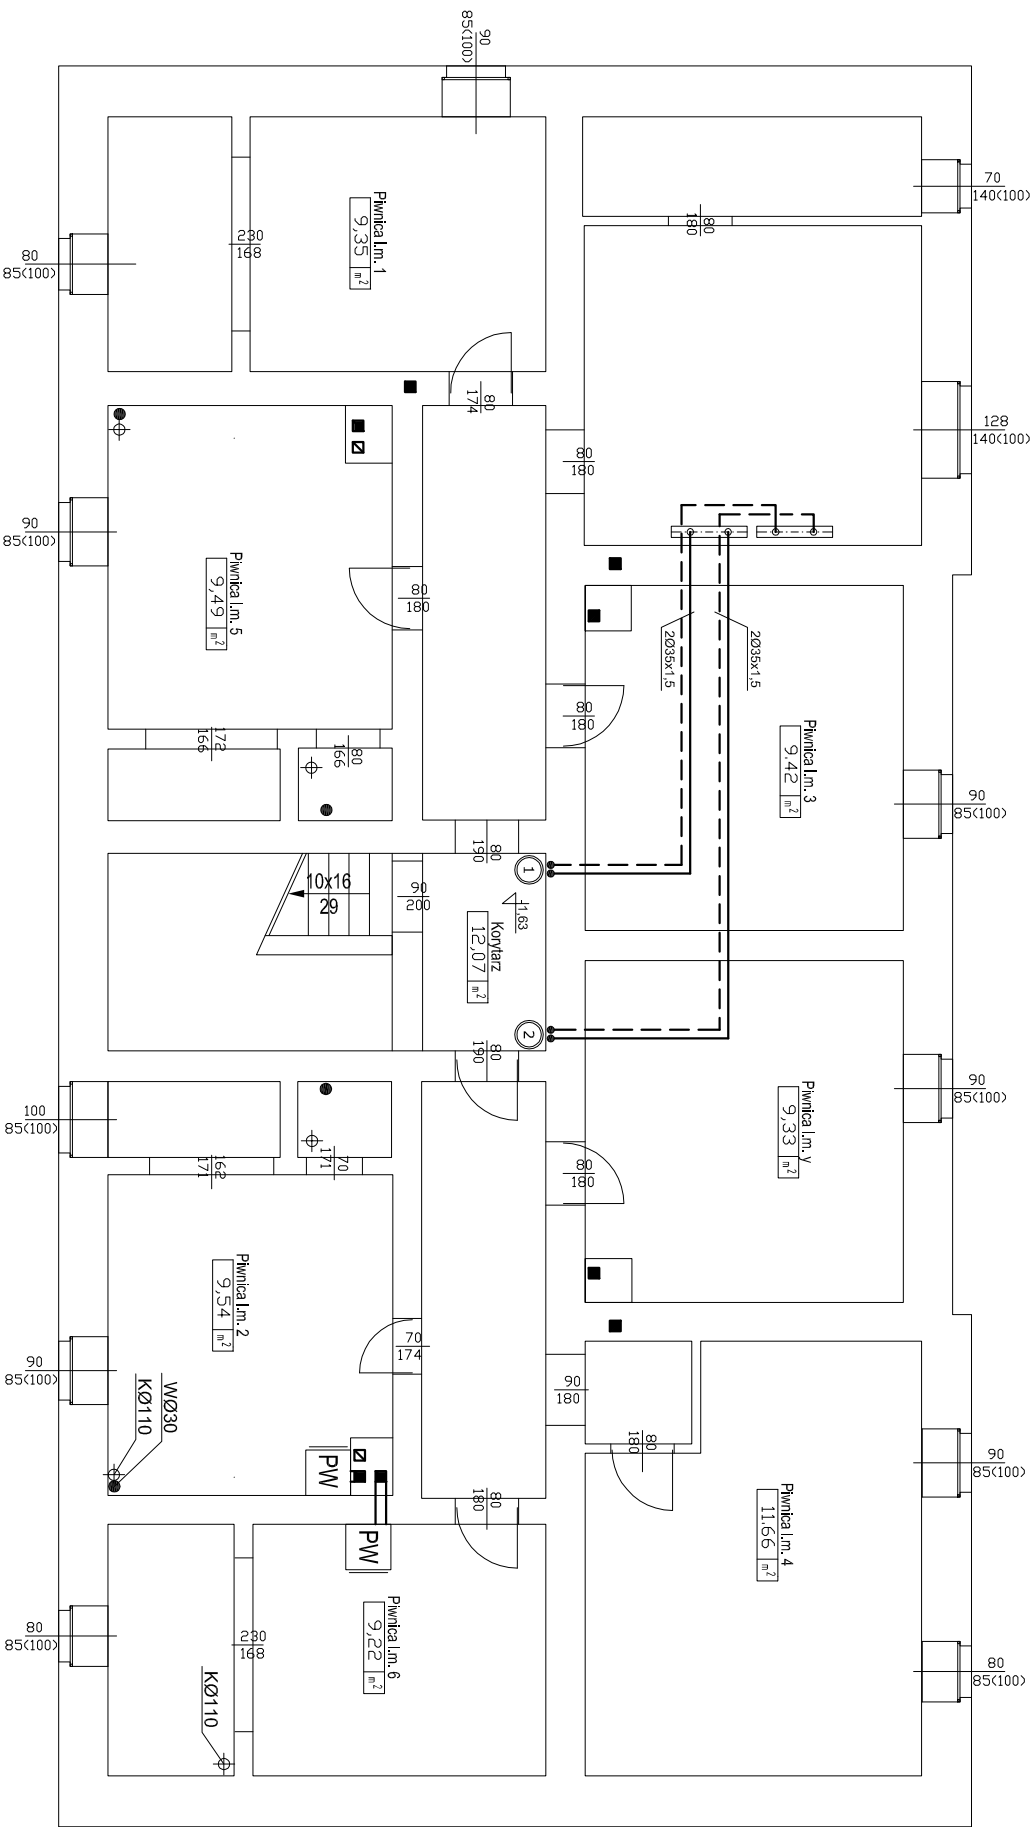 90
85(100)
70
140(100)
Piwnica l.m. 1
9,35 m²
80
180
230
168
80
85(100)
80
174
128
140(100)
80
180
90
85(100)
Piwnica l.m. 5
9,49 m²
80
180
2Ø35x1,5
2Ø35x1,5
80
180
172
166
80
166
Piwnica l.m. 3
9.42 m²
90
85(100)
80
190
1
10x16
29
90
200
-1,63
Korytarz
12,07 m²
2
80
190
90
85(100)
100
85(100)
Piwnica l.m. y
9,33 m²
162
171
70
171
80
180
Piwnica l.m. 2
9,54 m²
70
174
90
85(100)
90
180
WØ30
KØ110
80
180
90
85(100)
PW
80
180
Piwnica l.m. 4
11.66 m²
PW
Piwnica l.m. 6
9,22 m²
80
85(100)
230
168
KØ110
80
85(100)